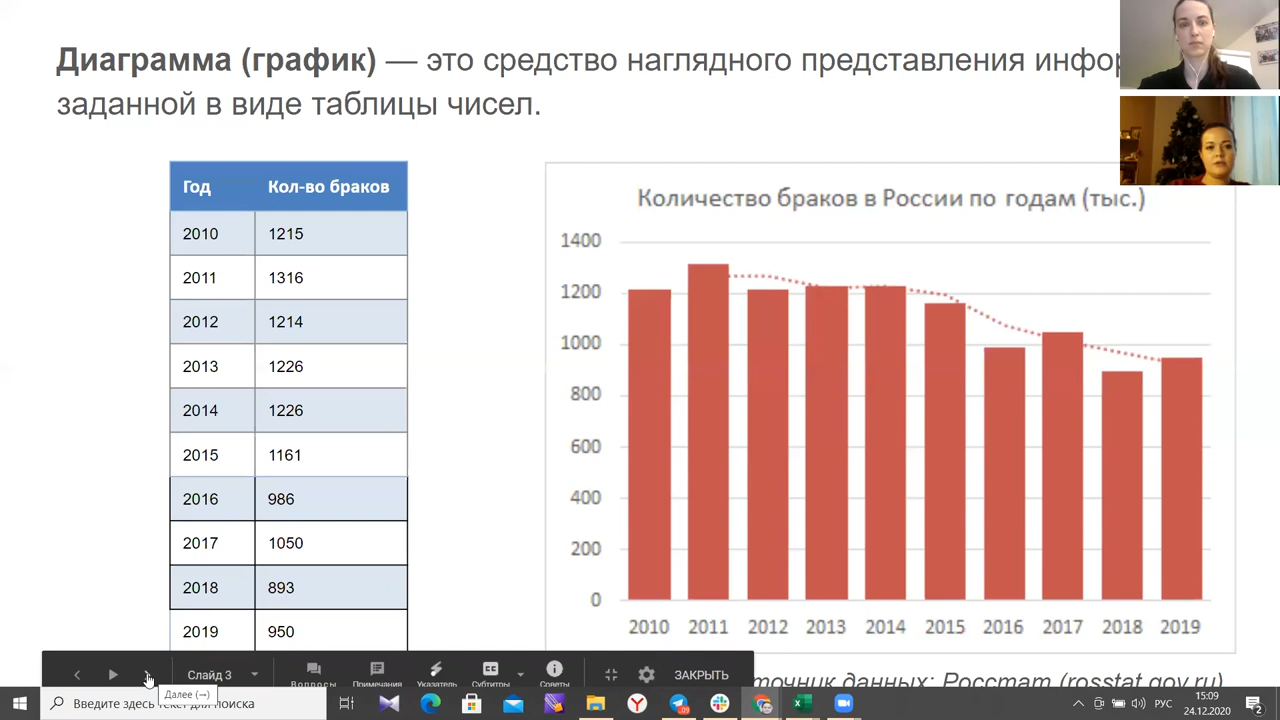 Диаграмма (график) — это средство наглядного представления инфор
заданной в виде таблицы чисел.
Год Кол-во браков
2010 1215
2011 1316
2012 1214
2013 1226
2014 1226
2015 1161
2016 986
2017 1050
2018 893
2019 950
Количество браков в России по годам (тыс.)
1400
1200
1000
800
600
400
200
0
2010 2011 2012 2013 2014 2015 2016 2017 2018 2019
точник данных: Росстат (rosstat.gov.ru)
Слайд 3
Вопросы Примечания Указатель Субтитры Советы
ЗАКРЫТЬ
Далее (→)
Введите здесь текст для поиска
РУС
15:09
24.12.2020
2